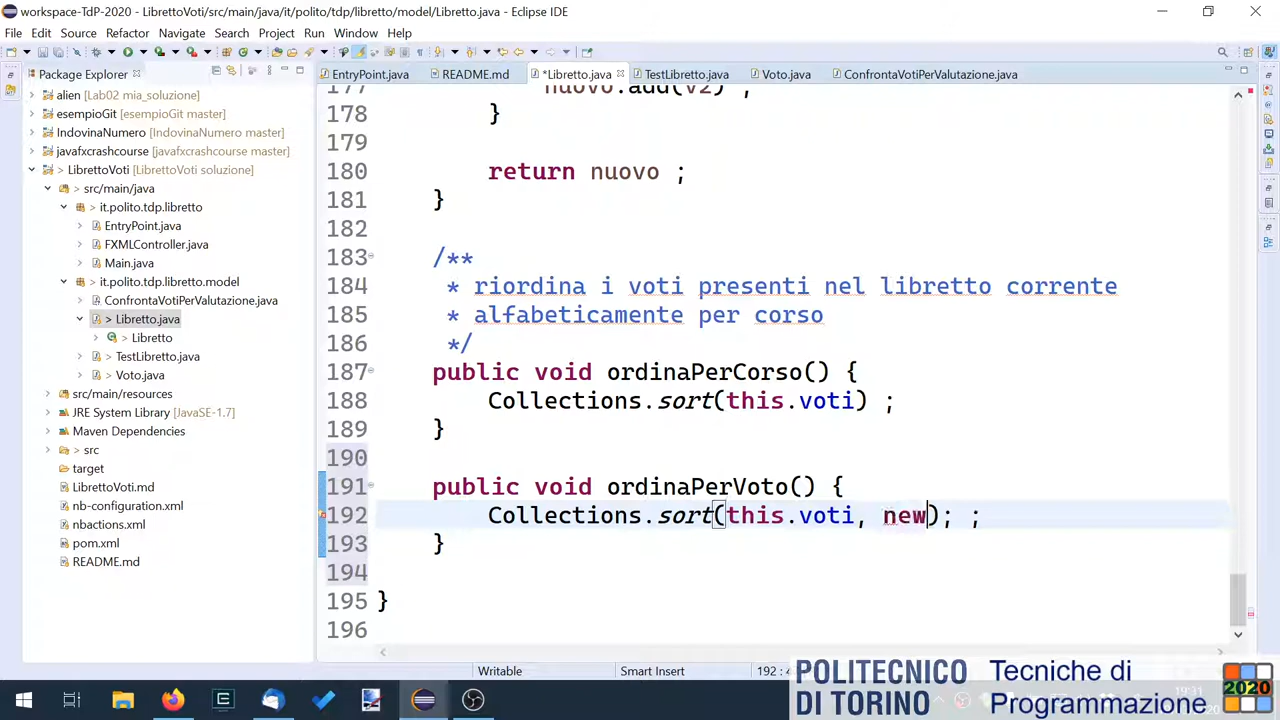 workspace-TdP-2020 - LibrettoVoti/src/main/java/it/polito/tdp/libretto/model/Libretto.java - Eclipse IDE
File Edit Source Refactor Navigate Search Project Run Window Help
Package Explorer
EntryPoint.java README.md *Libretto.java TestLibretto.java Voto.java ConfrontaVotiPerValutazione.java
> alien [Lab02 mia_soluzione]
> esempioGit [esempioGit master]
> IndovinaNumero [IndovinaNumero master]
javafxcrashcourse [javafxcrashcourse master]
> LibrettoVoti [LibrettoVoti soluzione]
> src/main/java
> it.polito.tdp.libretto
EntryPoint.java
FXMLController.java
Main.java
> it.polito.tdp.libretto.model
ConfrontaVotiPerValutazione.java
> Libretto.java
> Libretto
TestLibretto.java
> Voto.java
src/main/resources
JRE System Library [JavaSE-1.7]
Maven Dependencies
> src
target
LibrettoVoti.md
nb-configuration.xml
nbactions.xml
pom.xml
README.md
177 nuovo.add(v2) ;
178 }
179
180 return nuovo ;
181 }
182
183 /**
184 * riordina i voti presenti nel libretto corrente
185 * alfabeticamente per corso
186 */
187 public void ordinaPerCorso() {
188 Collections.sort(this.voti) ;
189 }
190
191 public void ordinaPerVoto() {
192 Collections.sort(this.voti, new); ;
193 }
194
195 }
196
Writable Smart Insert 192 :
POLITECNICO
DI TORINO
Tecniche di
Programmazione
2020